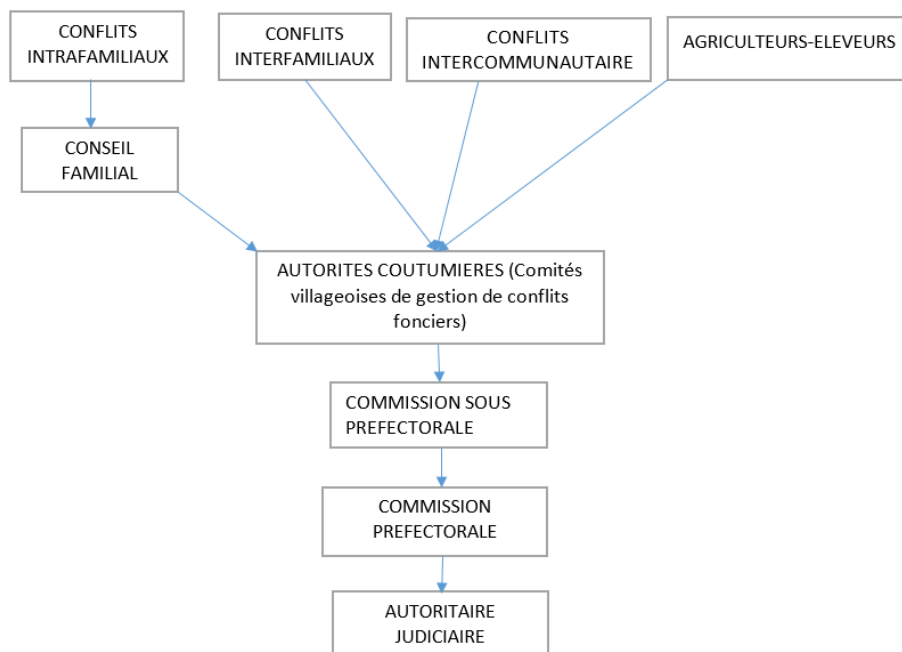 CONFLITS
INTRAFAMILIAUX
CONFLITS
INTERFAMILIAUX
CONFLITS
INTERCOMMUNAUTAIRE
AGRICULTEURS-ELEVEURS
CONSEIL
FAMILIAL
AUTORITES COUTUMIERES (Comités
villageoises de gestion de conflits
fonciers)
COMMISSION SOUS
PREFECTORALE
COMMISSION
PREFECTORALE
AUTORITAIRE
JUDICIAIRE